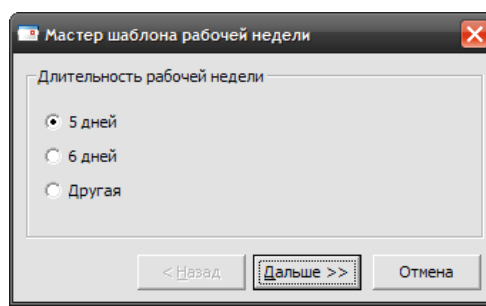 Мастер шаблона рабочей недели
Длительность рабочей недели
5 дней
6 дней
Другая
< Назад
Дальше >>
Отмена